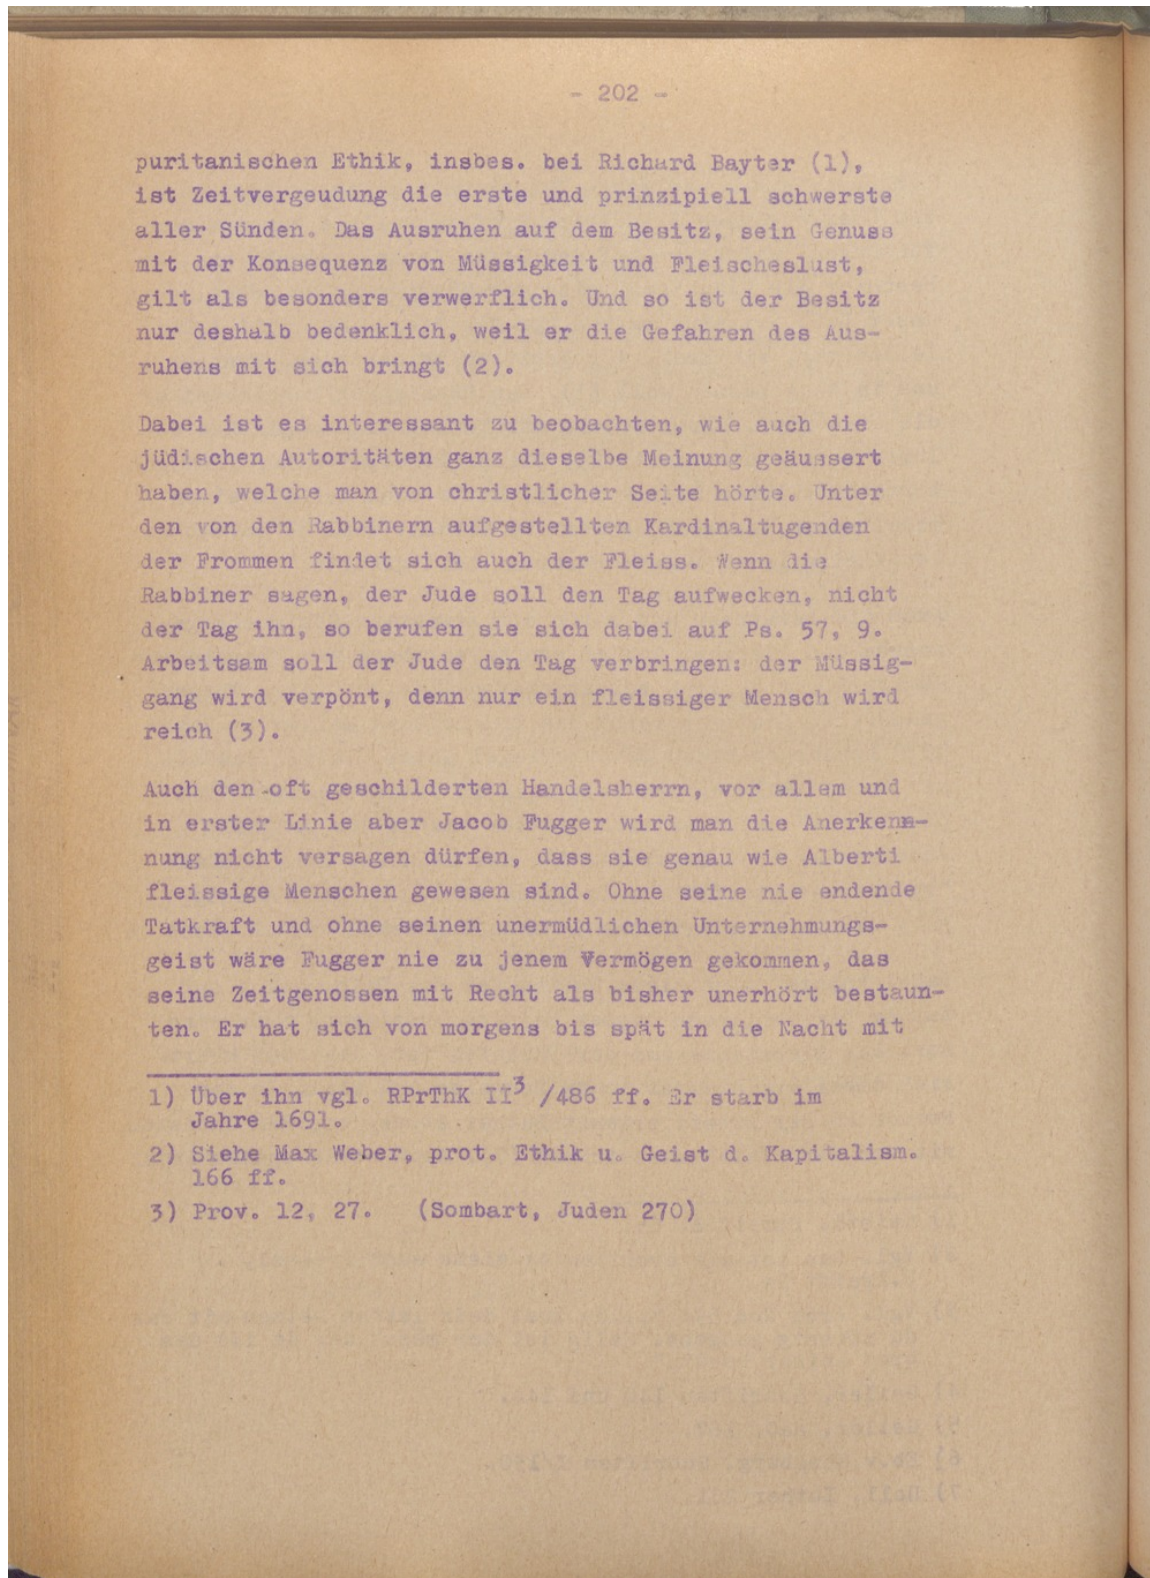 - 202 -
puritanischen Ethik, insbes. bei Richard Bayter (1),
ist Zeitvergeudung die erste und prinzipiell schwerste
aller Sünden. Das Ausruhen auf dem Besitz, sein Genuss
mit der Konsequenz von Müssigkeit und Fleischeslust,
gilt als besonders verwerflich. Und so ist der Besitz
nur deshalb bedenklich, weil er die Gefahren des Aus-
ruhens mit sich bringt (2).
Dabei ist es interessant zu beobachten, wie auch die
jüdischen Autoritäten ganz dieselbe Meinung geäussert
haben, welche man von christlicher Seite hörte. Unter
den von den Rabbinern aufgestellten Kardinaltugenden
der Frommen findet sich auch der Fleiss. Wenn die
Rabbiner sagen, der Jude soll den Tag aufwecken, nicht
der Tag ihn, so berufen sie sich dabei auf Ps. 57, 9.
Arbeitsam soll der Jude den Tag verbringen: der Müssig-
gang wird verpönt, denn nur ein fleissiger Mensch wird
reich (3).
Auch den oft geschilderten Handelsherrn, vor allem und
in erster Linie aber Jacob Fugger wird man die Anerken-
nung nicht versagen dürfen, dass sie genau wie Alberti
fleissige Menschen gewesen sind. Ohne seine nie endende
Tatkraft und ohne seinen unermüdlichen Unternehmungs-
geist wäre Fugger nie zu jenem Vermögen gekommen, das
seine Zeitgenossen mit Recht als bisher unerhört bestaun-
ten. Er hat sich von morgens bis spät in die Nacht mit
1) Über ihn vgl. RPrThK II³ /486 ff. Er starb im
Jahre 1691.
2) Siehe Max Weber, prot. Ethik u. Geist d. Kapitalism.
166 ff.
3) Prov. 12, 27. (Sombart, Juden 270)